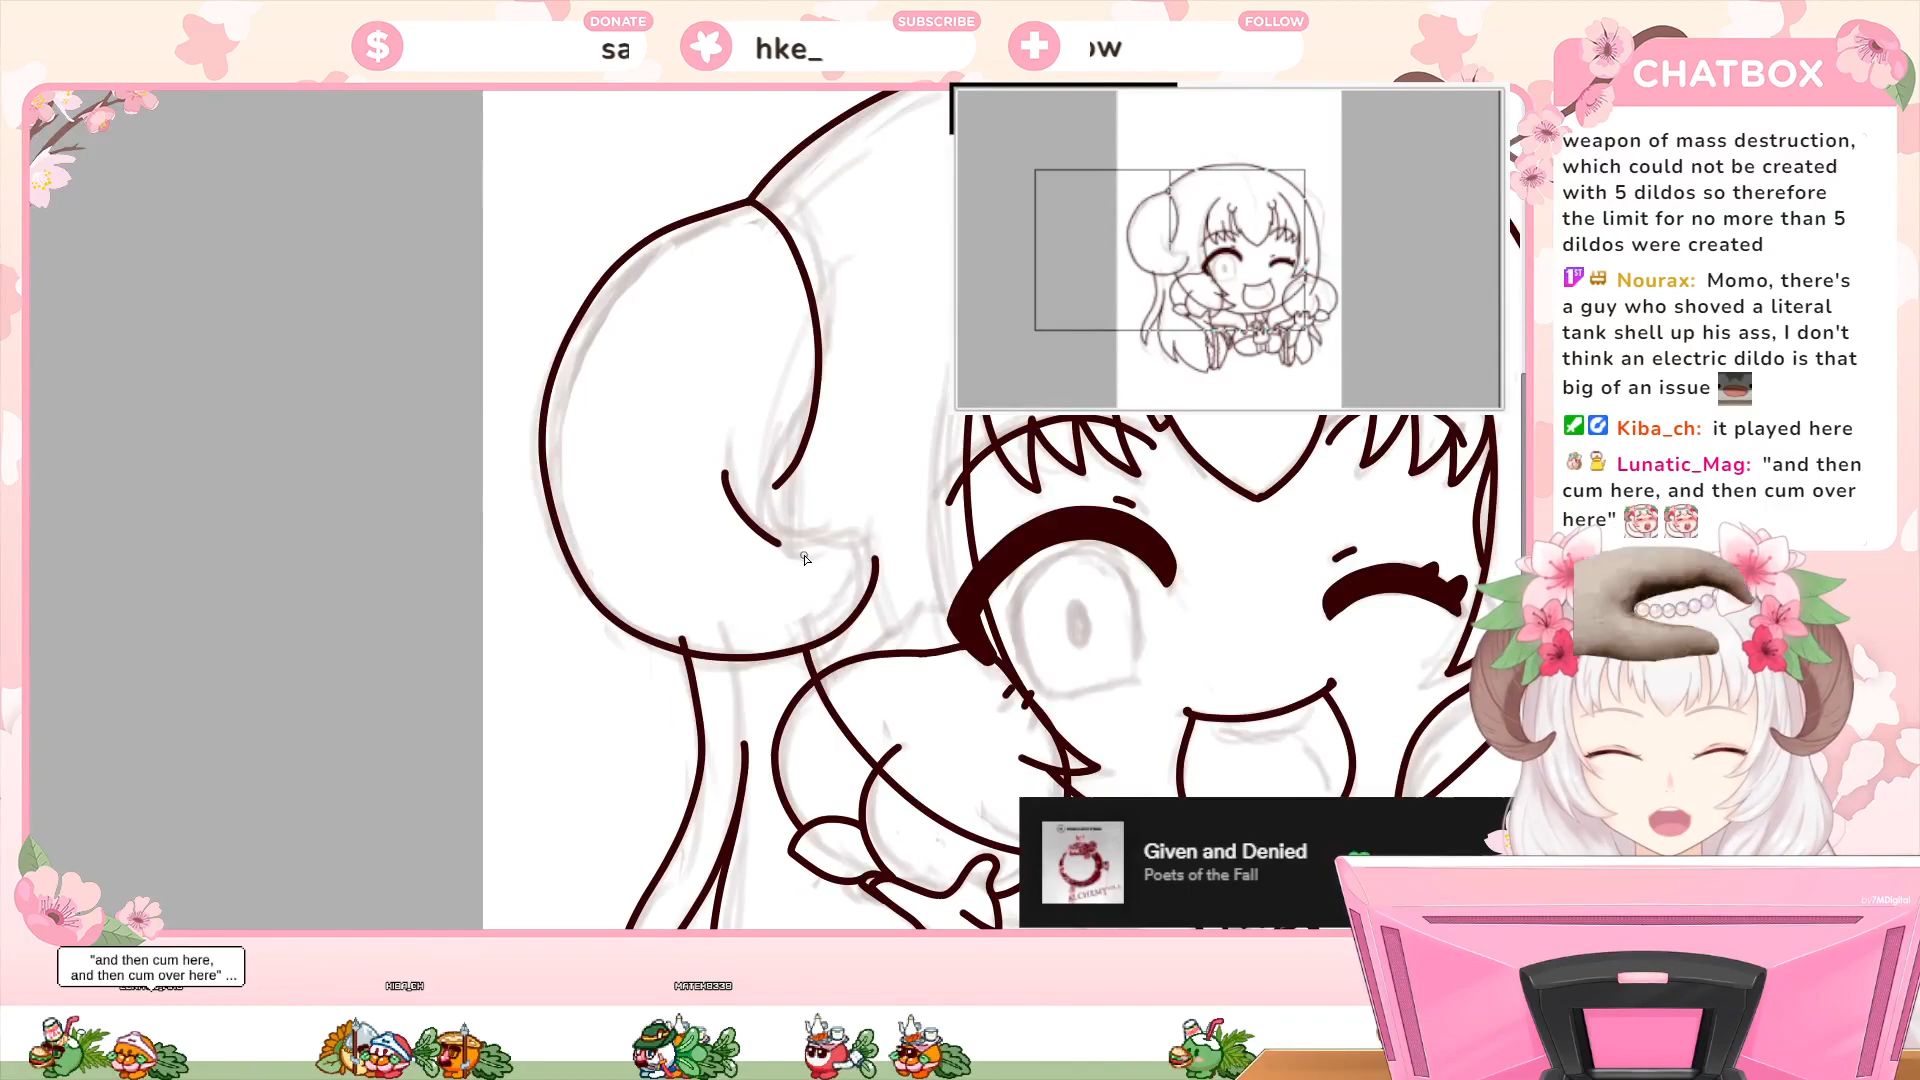 DONATE
SUBSCRIBE
FOLLOW
sa
hke_
ow
CHATBOX
weapon of mass destruction,
which could not be created
with 5 dildos so therefore
the limit for no more than 5
dildos were created
Nourax: Momo, there's
a guy who shoved a literal
tank shell up his ass, I don't
think an electric dildo is that
big of an issue
Kiba_ch: it played here
Lunatic_Mag: "and then
cum here, and then cum over
here"
Given and Denied
Poets of the Fall
by7MDigital
"and then cum here,
and then cum over here" ...
KIBA_CH